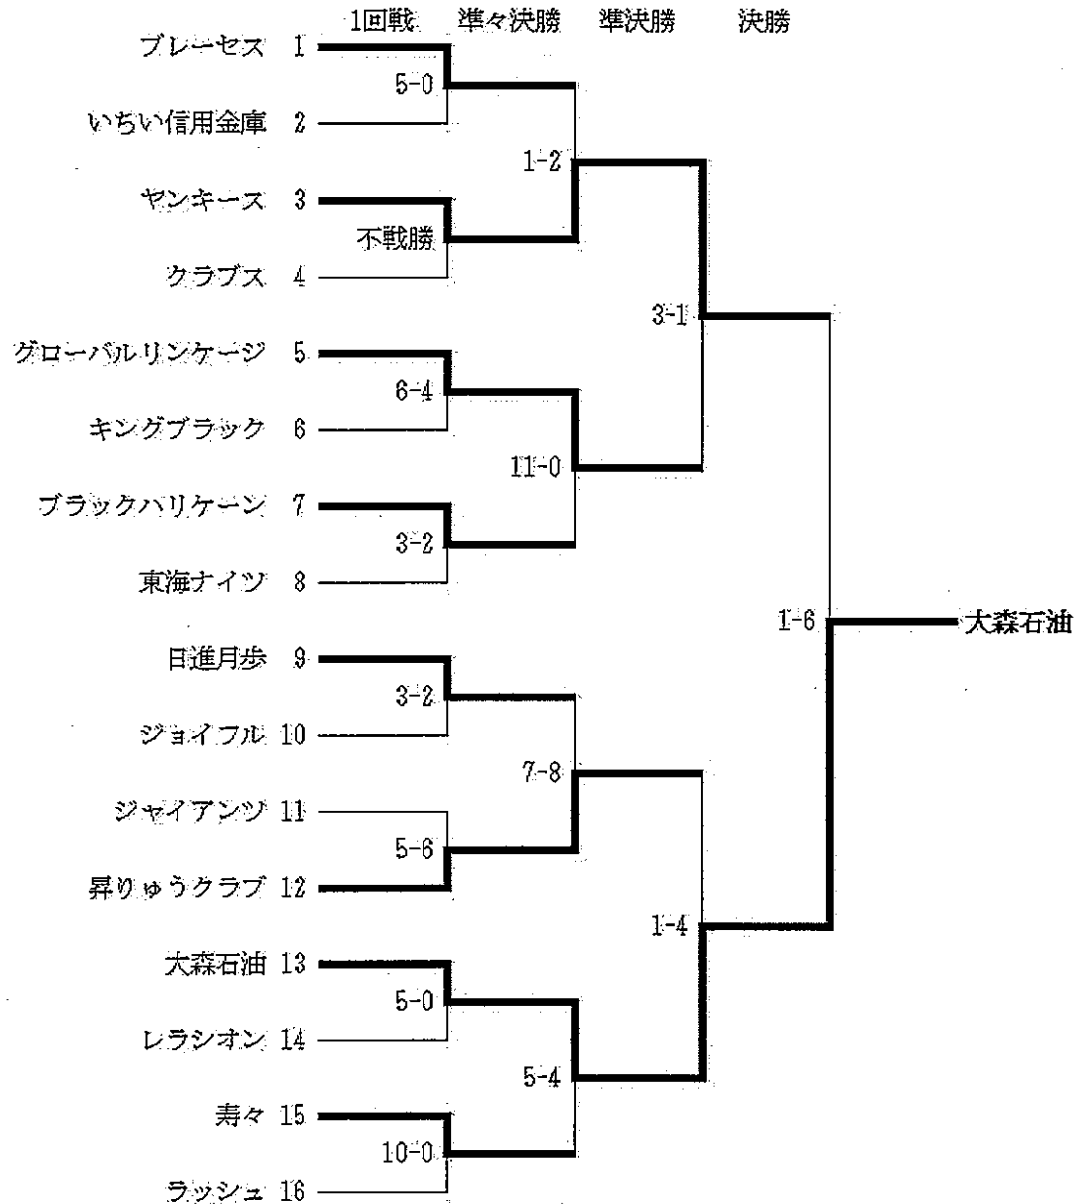 1回戦 準々決勝 準決勝 決勝
ブレーセス 1
5-0
いちい信用金庫 2
1-2
ヤンキース 3
不戦勝
クラブス 4
3-1
グローバルリンケージ 5
6-4
キングブラック 6
11-0
ブラックハリケーン 7
3-2
東海ナイツ 8
1-6 大森石油
日進月歩 9
3-2
ジョイフル 10
7-8
ジャイアンツ 11
5-6
昇りゅうクラブ 12
1-4
大森石油 13
5-0
レラシオン 14
5-4
寿々 15
10-0
ラッシュ 16